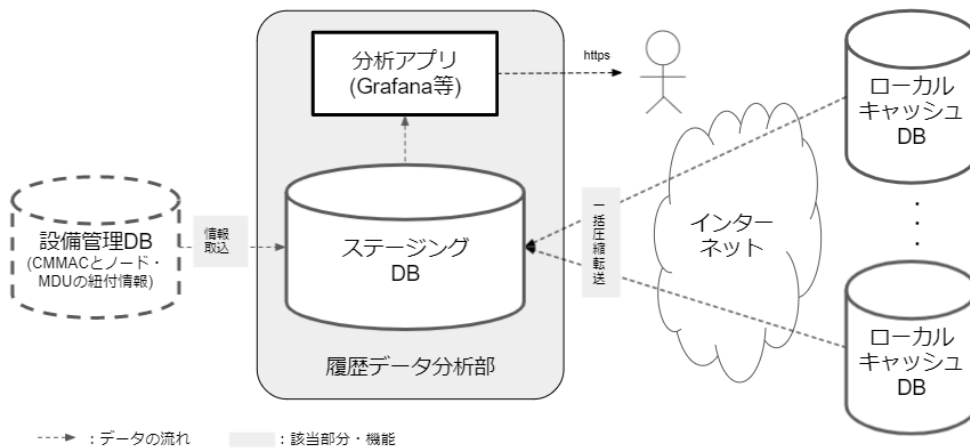 分析アプリ
(Grafana等)
https
ローカル
キャッシュ
DB
設備管理DB
(CMMACとノード・
MDUの紐付情報)
情報
取込
ステージング
DB
一括圧縮転送
インター
ネット
・・・
ローカル
キャッシュ
DB
履歴データ分析部
：データの流れ
：該当部分・機能